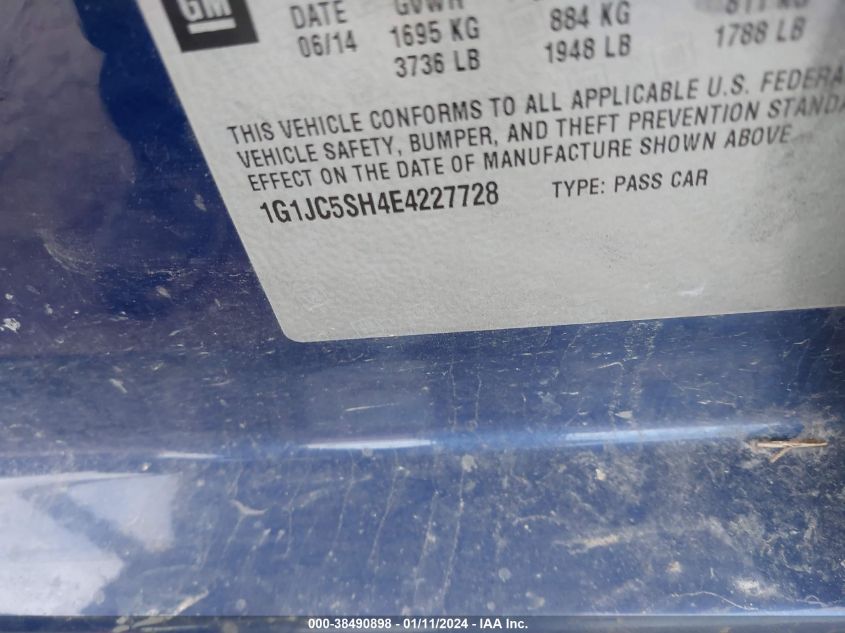 GM
DATE GVWR
06/14 1695 KG 884 KG
3736 LB 1948 LB 1788 LB
THIS VEHICLE CONFORMS TO ALL APPLICABLE U.S. FEDERA
VEHICLE SAFETY, BUMPER, AND THEFT PREVENTION STANDA
EFFECT ON THE DATE OF MANUFACTURE SHOWN ABOVE
1G1JC5SH4E4227728 TYPE: PASS CAR
000-38490898 - 01/11/2024 - IAA Inc.